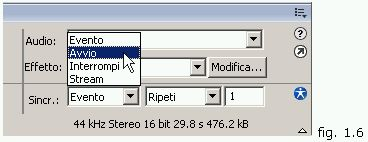 Audio: Evento
Avvio
Effetto: Interrompi Modifica...
Stream
Sincr.: Evento Ripeti 1
44 kHz Stereo 16 bit 29.8 s 476.2 kB
fig. 1.6